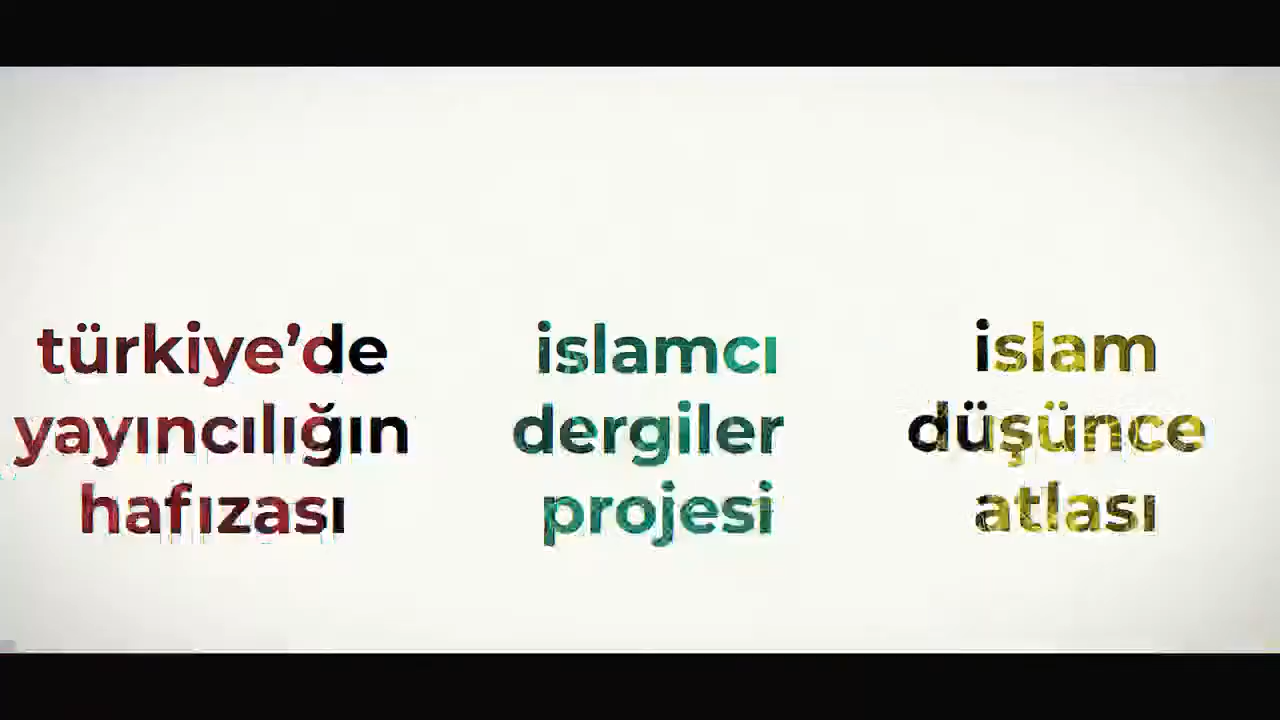 türkiye’de
yayıncılığın
hafızası
islamcı
dergiler
projesi
islam
düşünce
atlası